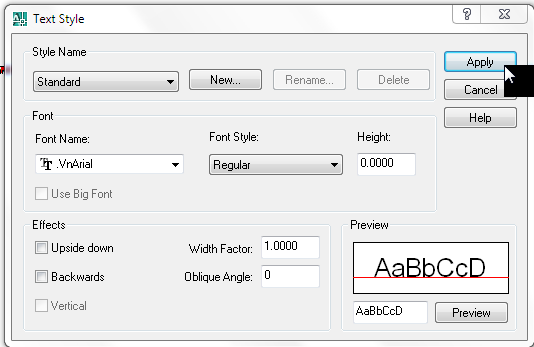 Text Style
Style Name
Standard
New...
Rename...
Delete
Apply
Cancel
Help
Font
Font Name:
Font Style:
Height:
.VnArial
Regular
0.0000
Use Big Font
Effects
Upside down
Width Factor:
1.0000
Backwards
Oblique Angle:
0
Vertical
Preview
AaBbCcD
AaBbCcD
Preview